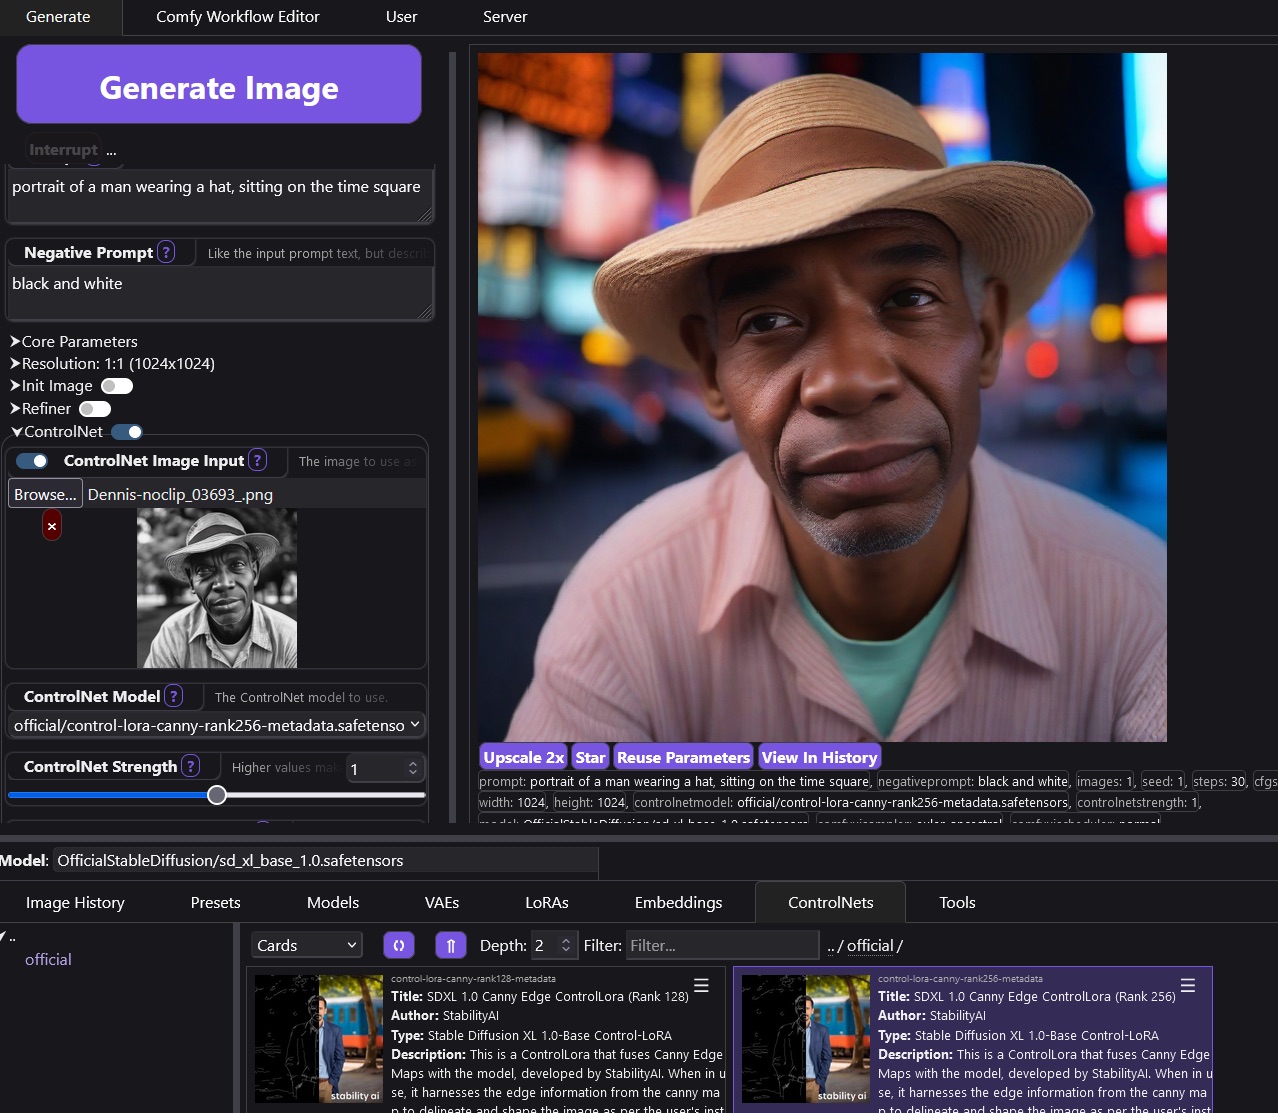 Generate
Comfy Workflow Editor
User
Server
Generate Image
Interrupt ...
portrait of a man wearing a hat, sitting on the time square
Negative Prompt ? Like the input prompt text, but descri
black and white
Core Parameters
Resolution: 1:1 (1024x1024)
Init Image
Refiner
ControlNet
ControlNet Image Input ? The image to use as
Browse... Dennis-noclip_03693_.png
×
ControlNet Model ? The ControlNet model to use.
official/control-lora-canny-rank256-metadata.safetenso
ControlNet Strength ? Higher values mak 1
Upscale 2x Star Reuse Parameters View In History
prompt: portrait of a man wearing a hat, sitting on the time square, negativeprompt: black and white, images: 1, seed: 1, steps: 30, cfgs
width: 1024, height: 1024, controlnetmodel: official/control-lora-canny-rank256-metadata.safetensors, controlnetstrength: 1,
Model: OfficialStableDiffusion/sd_xl_base_1.0.safetensors
Image History
Presets
Models
VAEs
LoRAs
Embeddings
ControlNets
Tools
..
official
Cards Depth: 2 Filter: Filter... ../official/
control-lora-canny-rank128-metadata
Title: SDXL 1.0 Canny Edge ControlLora (Rank 128)
Author: StabilityAI
Type: Stable Diffusion XL 1.0-Base Control-LoRA
Description: This is a ControlLora that fuses Canny Edge
Maps with the model, developed by StabilityAI. When in u
se, it harnesses the edge information from the canny ma
p to delineate and shape the image as per the user's inst
stability ai
control-lora-canny-rank256-metadata
Title: SDXL 1.0 Canny Edge ControlLora (Rank 256)
Author: StabilityAI
Type: Stable Diffusion XL 1.0-Base Control-LoRA
Description: This is a ControlLora that fuses Canny Edge
Maps with the model, developed by StabilityAI. When in u
se, it harnesses the edge information from the canny ma
p to delineate and shape the image as per the user's inst
stability ai